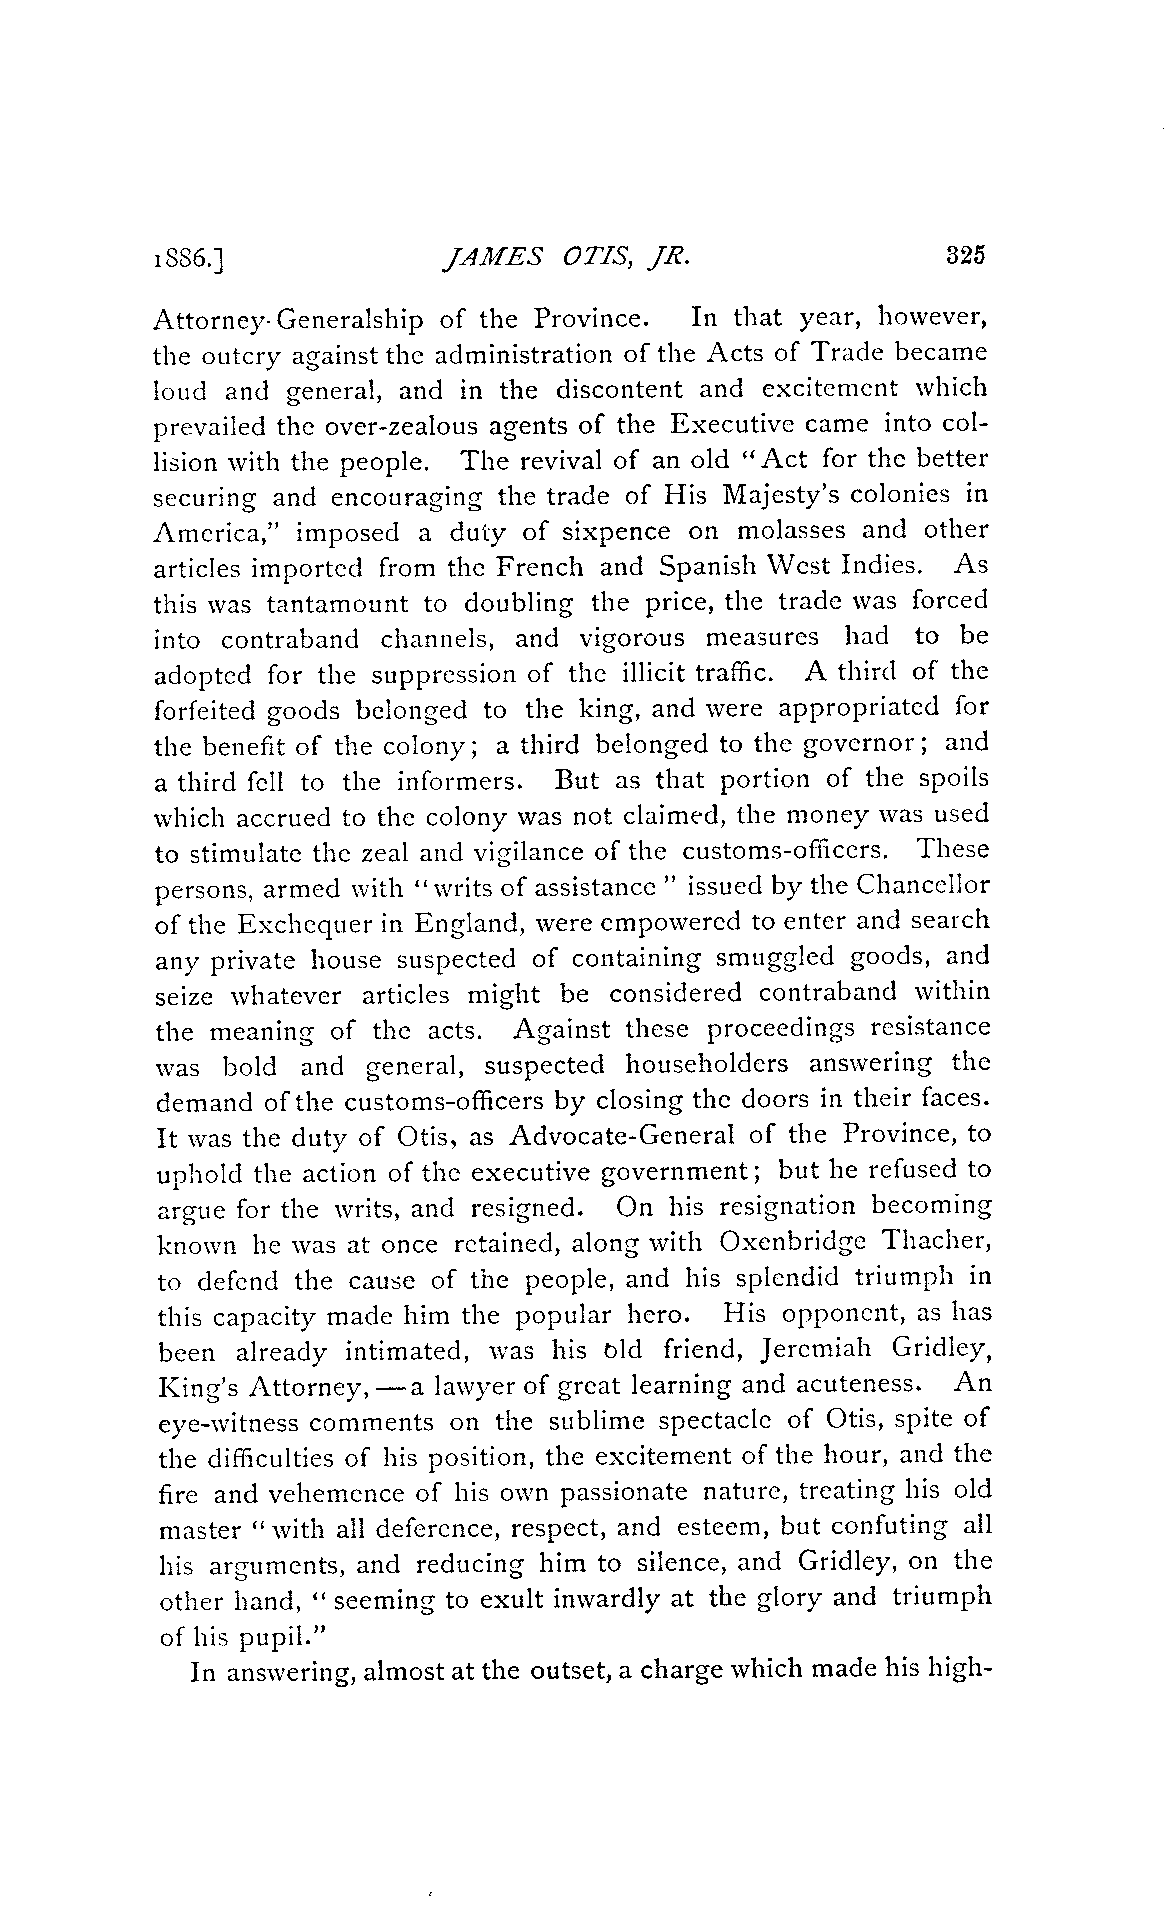 1886.] JAMES OTIS, JR. 325
Attorney-Generalship of the Province. In that year, however,
the outcry against the administration of the Acts of Trade became
loud and general, and in the discontent and excitement which
prevailed the over-zealous agents of the Executive came into col-
lision with the people. The revival of an old "Act for the better
securing and encouraging the trade of His Majesty's colonies in
America," imposed a duty of sixpence on molasses and other
articles imported from the French and Spanish West Indies. As
this was tantamount to doubling the price, the trade was forced
into contraband channels, and vigorous measures had to be
adopted for the suppression of the illicit traffic. A third of the
forfeited goods belonged to the king, and were appropriated for
the benefit of the colony; a third belonged to the governor; and
a third fell to the informers. But as that portion of the spoils
which accrued to the colony was not claimed, the money was used
to stimulate the zeal and vigilance of the customs-officers. These
persons, armed with "writs of assistance" issued by the Chancellor
of the Exchequer in England, were empowered to enter and search
any private house suspected of containing smuggled goods, and
seize whatever articles might be considered contraband within
the meaning of the acts. Against these proceedings resistance
was bold and general, suspected householders answering the
demand of the customs-officers by closing the doors in their faces.
It was the duty of Otis, as Advocate-General of the Province, to
uphold the action of the executive government; but he refused to
argue for the writs, and resigned. On his resignation becoming
known he was at once retained, along with Oxenbridge Thacher,
to defend the cause of the people, and his splendid triumph in
this capacity made him the popular hero. His opponent, as has
been already intimated, was his old friend, Jeremiah Gridley,
King's Attorney,—a lawyer of great learning and acuteness. An
eye-witness comments on the sublime spectacle of Otis, spite of
the difficulties of his position, the excitement of the hour, and the
fire and vehemence of his own passionate nature, treating his old
master "with all deference, respect, and esteem, but confuting all
his arguments, and reducing him to silence, and Gridley, on the
other hand, "seeming to exult inwardly at the glory and triumph
of his pupil."
In answering, almost at the outset, a charge which made his high-